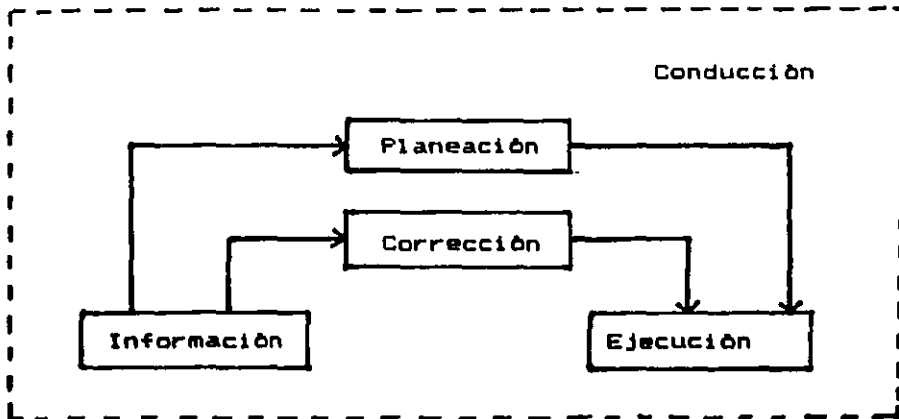 Conducción
Planeación
Corrección
Información
Ejecución